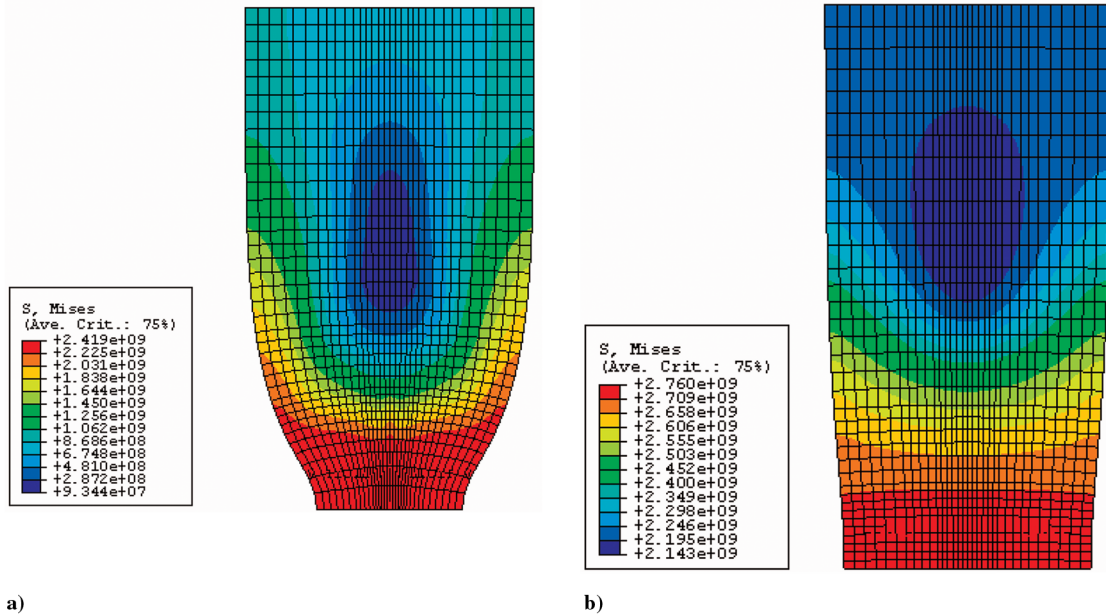 S, Mises
(Ave. Crit.: 75%)
+2.419e+09
+2.225e+09
+2.031e+09
+1.838e+09
+1.644e+09
+1.450e+09
+1.256e+09
+1.062e+09
+8.686e+08
+6.748e+08
+4.810e+08
+2.872e+08
+9.344e+07
a)
S, Mises
(Ave. Crit.: 75%)
+2.760e+09
+2.709e+09
+2.658e+09
+2.606e+09
+2.555e+09
+2.503e+09
+2.452e+09
+2.400e+09
+2.349e+09
+2.298e+09
+2.246e+09
+2.195e+09
+2.143e+09
b)